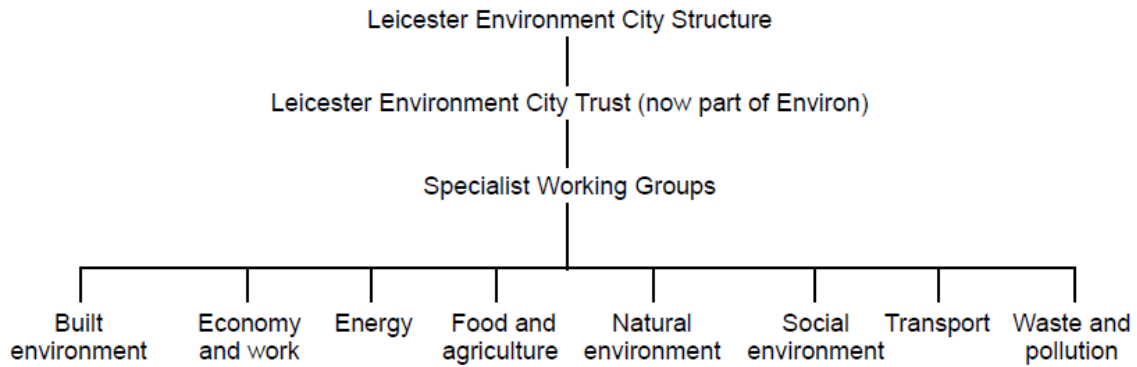 Leicester Environment City Structure
Leicester Environment City Trust (now part of Environ)
Specialist Working Groups
Built
environment
Economy
and work
Energy
Food and
agriculture
Natural
environment
Social
environment
Transport
Waste and
pollution